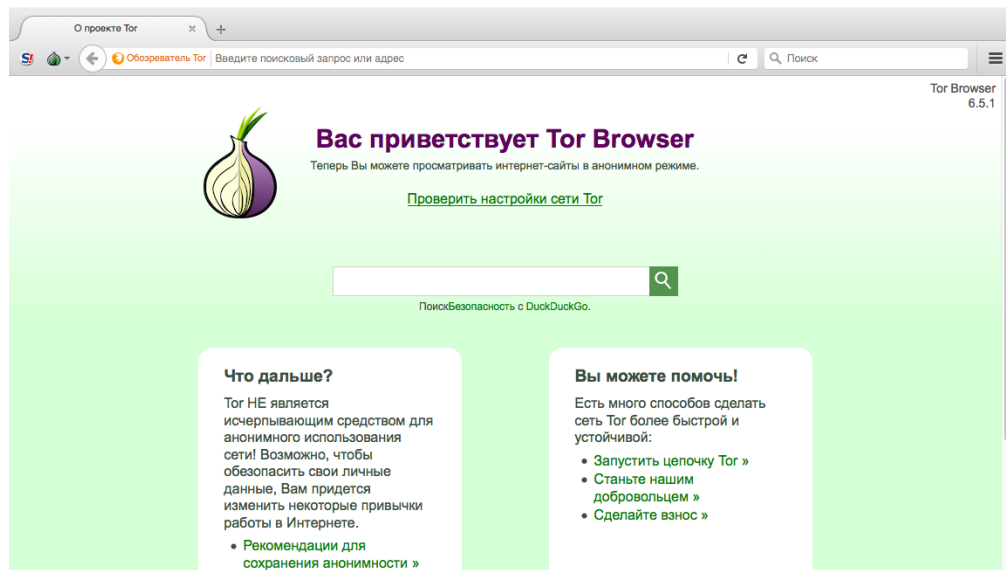 О проекте Tor
S!
Обозреватель Tor
Введите поисковый запрос или адрес
Поиск
Tor Browser
6.5.1
Вас приветствует Tor Browser
Теперь Вы можете просматривать интернет-сайты в анонимном режиме.
Проверить настройки сети Tor
ПоискБезопасность с DuckDuckGo.
Что дальше?
Tor НЕ является
исчерпывающим средством для
анонимного использования
сети! Возможно, чтобы
обезопасить свои личные
данные, Вам придется
изменить некоторые привычки
работы в Интернете.
Рекомендации для
сохранения анонимности »
Вы можете помочь!
Есть много способов сделать
сеть Tor более быстрой и
устойчивой:
Запустить цепочку Tor »
Станьте нашим
добровольцем »
Сделайте взнос »